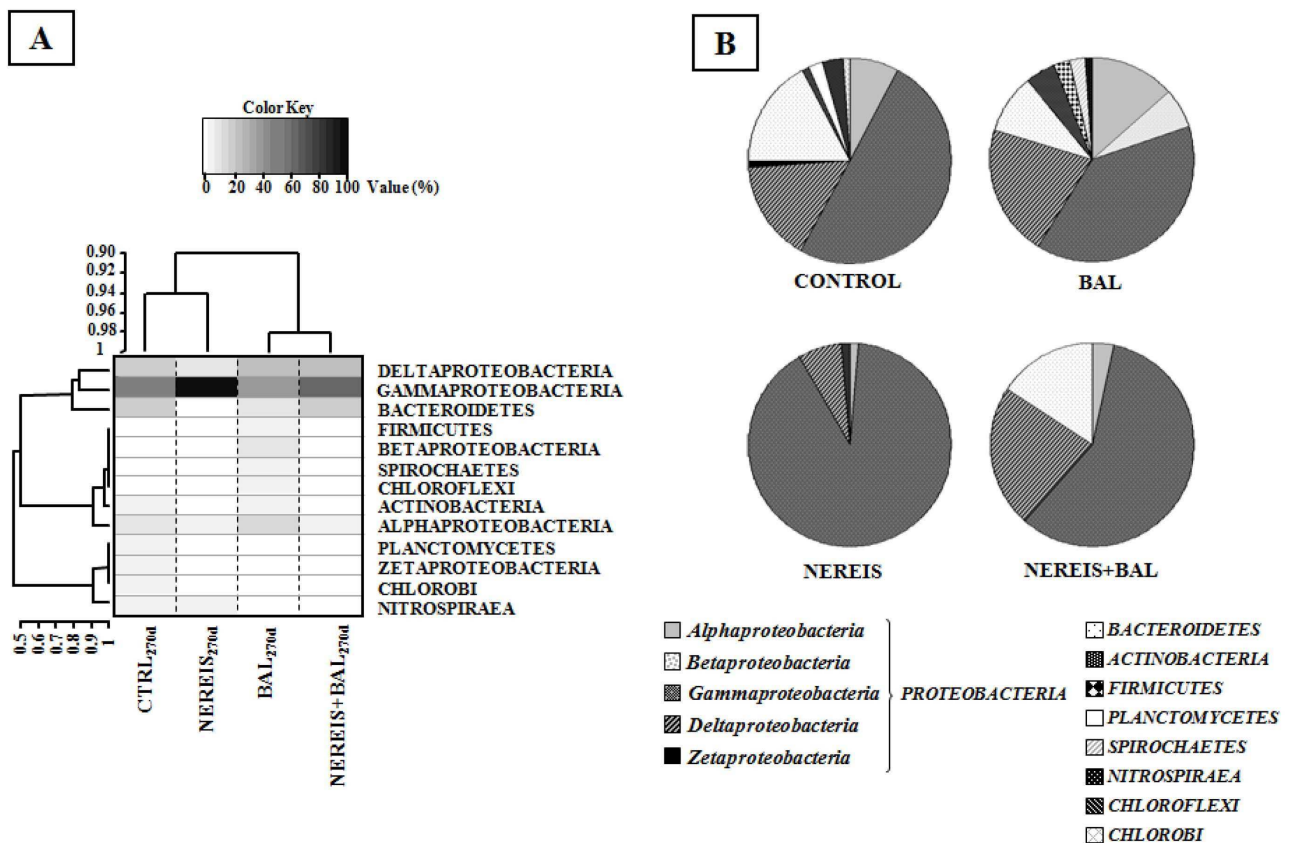 A
Color Key
0 20 40 60 80 100 Value (%)
0.90
0.92
0.94
0.96
0.98
1
DELTAPROTEOBACTERIA
GAMMAPROTEOBACTERIA
BACTEROIDETES
FIRMICUTES
BETAPROTEOBACTERIA
SPIROCHAETES
CHLOROFLEXI
ACTINOBACTERIA
ALPHAPROTEOBACTERIA
PLANCTOMYCETES
ZETAPROTEOBACTERIA
CHLOROBI
NITROSPIRAEA
0.5 0.6 0.7 0.8 0.9 1
CTRL270d
NEREIS270d
BAL270d
NEREIS+BAL270d
B
CONTROL
BAL
NEREIS
NEREIS+BAL
Alphaproteobacteria
Betaproteobacteria
Gammaproteobacteria
Deltaproteobacteria
Zetaproteobacteria
PROTEOBACTERIA
BACTEROIDETES
ACTINOBACTERIA
FIRMICUTES
PLANCTOMYCETES
SPIROCHAETES
NITROSPIRAEA
CHLOROFLEXI
CHLOROBI